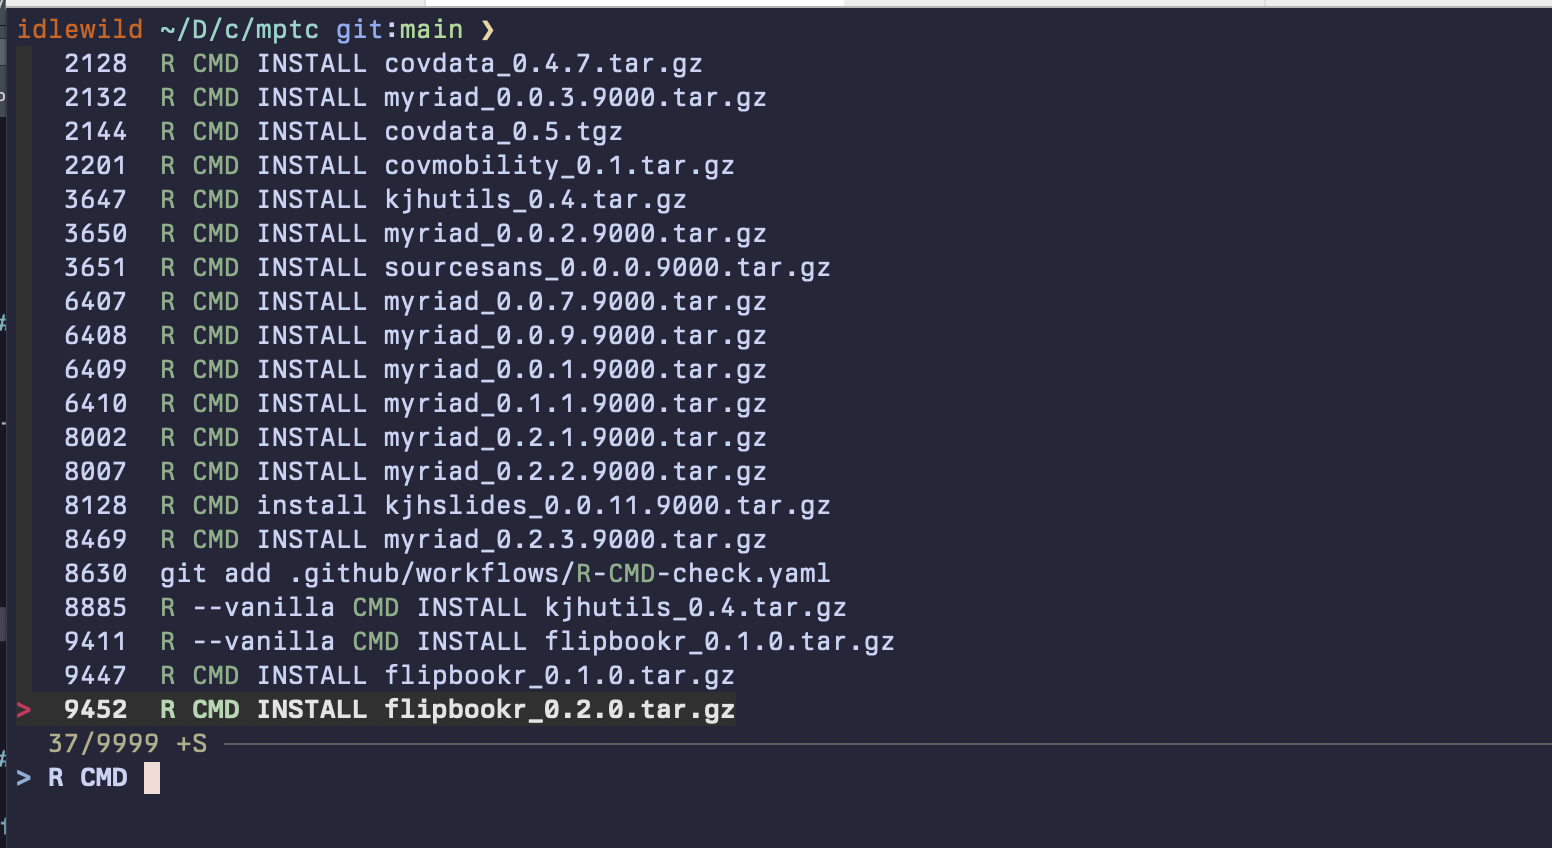 idlewild ~/D/c/mptc git:main ❯
2128 R CMD INSTALL covdata_0.4.7.tar.gz
2132 R CMD INSTALL myriad_0.0.3.9000.tar.gz
2144 R CMD INSTALL covdata_0.5.tgz
2201 R CMD INSTALL covmobility_0.1.tar.gz
3647 R CMD INSTALL kjhutils_0.4.tar.gz
3650 R CMD INSTALL myriad_0.0.2.9000.tar.gz
3651 R CMD INSTALL sourcesans_0.0.0.9000.tar.gz
6407 R CMD INSTALL myriad_0.0.7.9000.tar.gz
6408 R CMD INSTALL myriad_0.0.9.9000.tar.gz
6409 R CMD INSTALL myriad_0.0.1.9000.tar.gz
6410 R CMD INSTALL myriad_0.1.1.9000.tar.gz
8002 R CMD INSTALL myriad_0.2.1.9000.tar.gz
8007 R CMD INSTALL myriad_0.2.2.9000.tar.gz
8128 R CMD install kjhslides_0.0.11.9000.tar.gz
8469 R CMD INSTALL myriad_0.2.3.9000.tar.gz
8630 git add .github/workflows/R-CMD-check.yaml
8885 R --vanilla CMD INSTALL kjhutils_0.4.tar.gz
9411 R --vanilla CMD INSTALL flipbookr_0.1.0.tar.gz
9447 R CMD INSTALL flipbookr_0.1.0.tar.gz
> 9452 R CMD INSTALL flipbookr_0.2.0.tar.gz
37/9999 +S
> R CMD